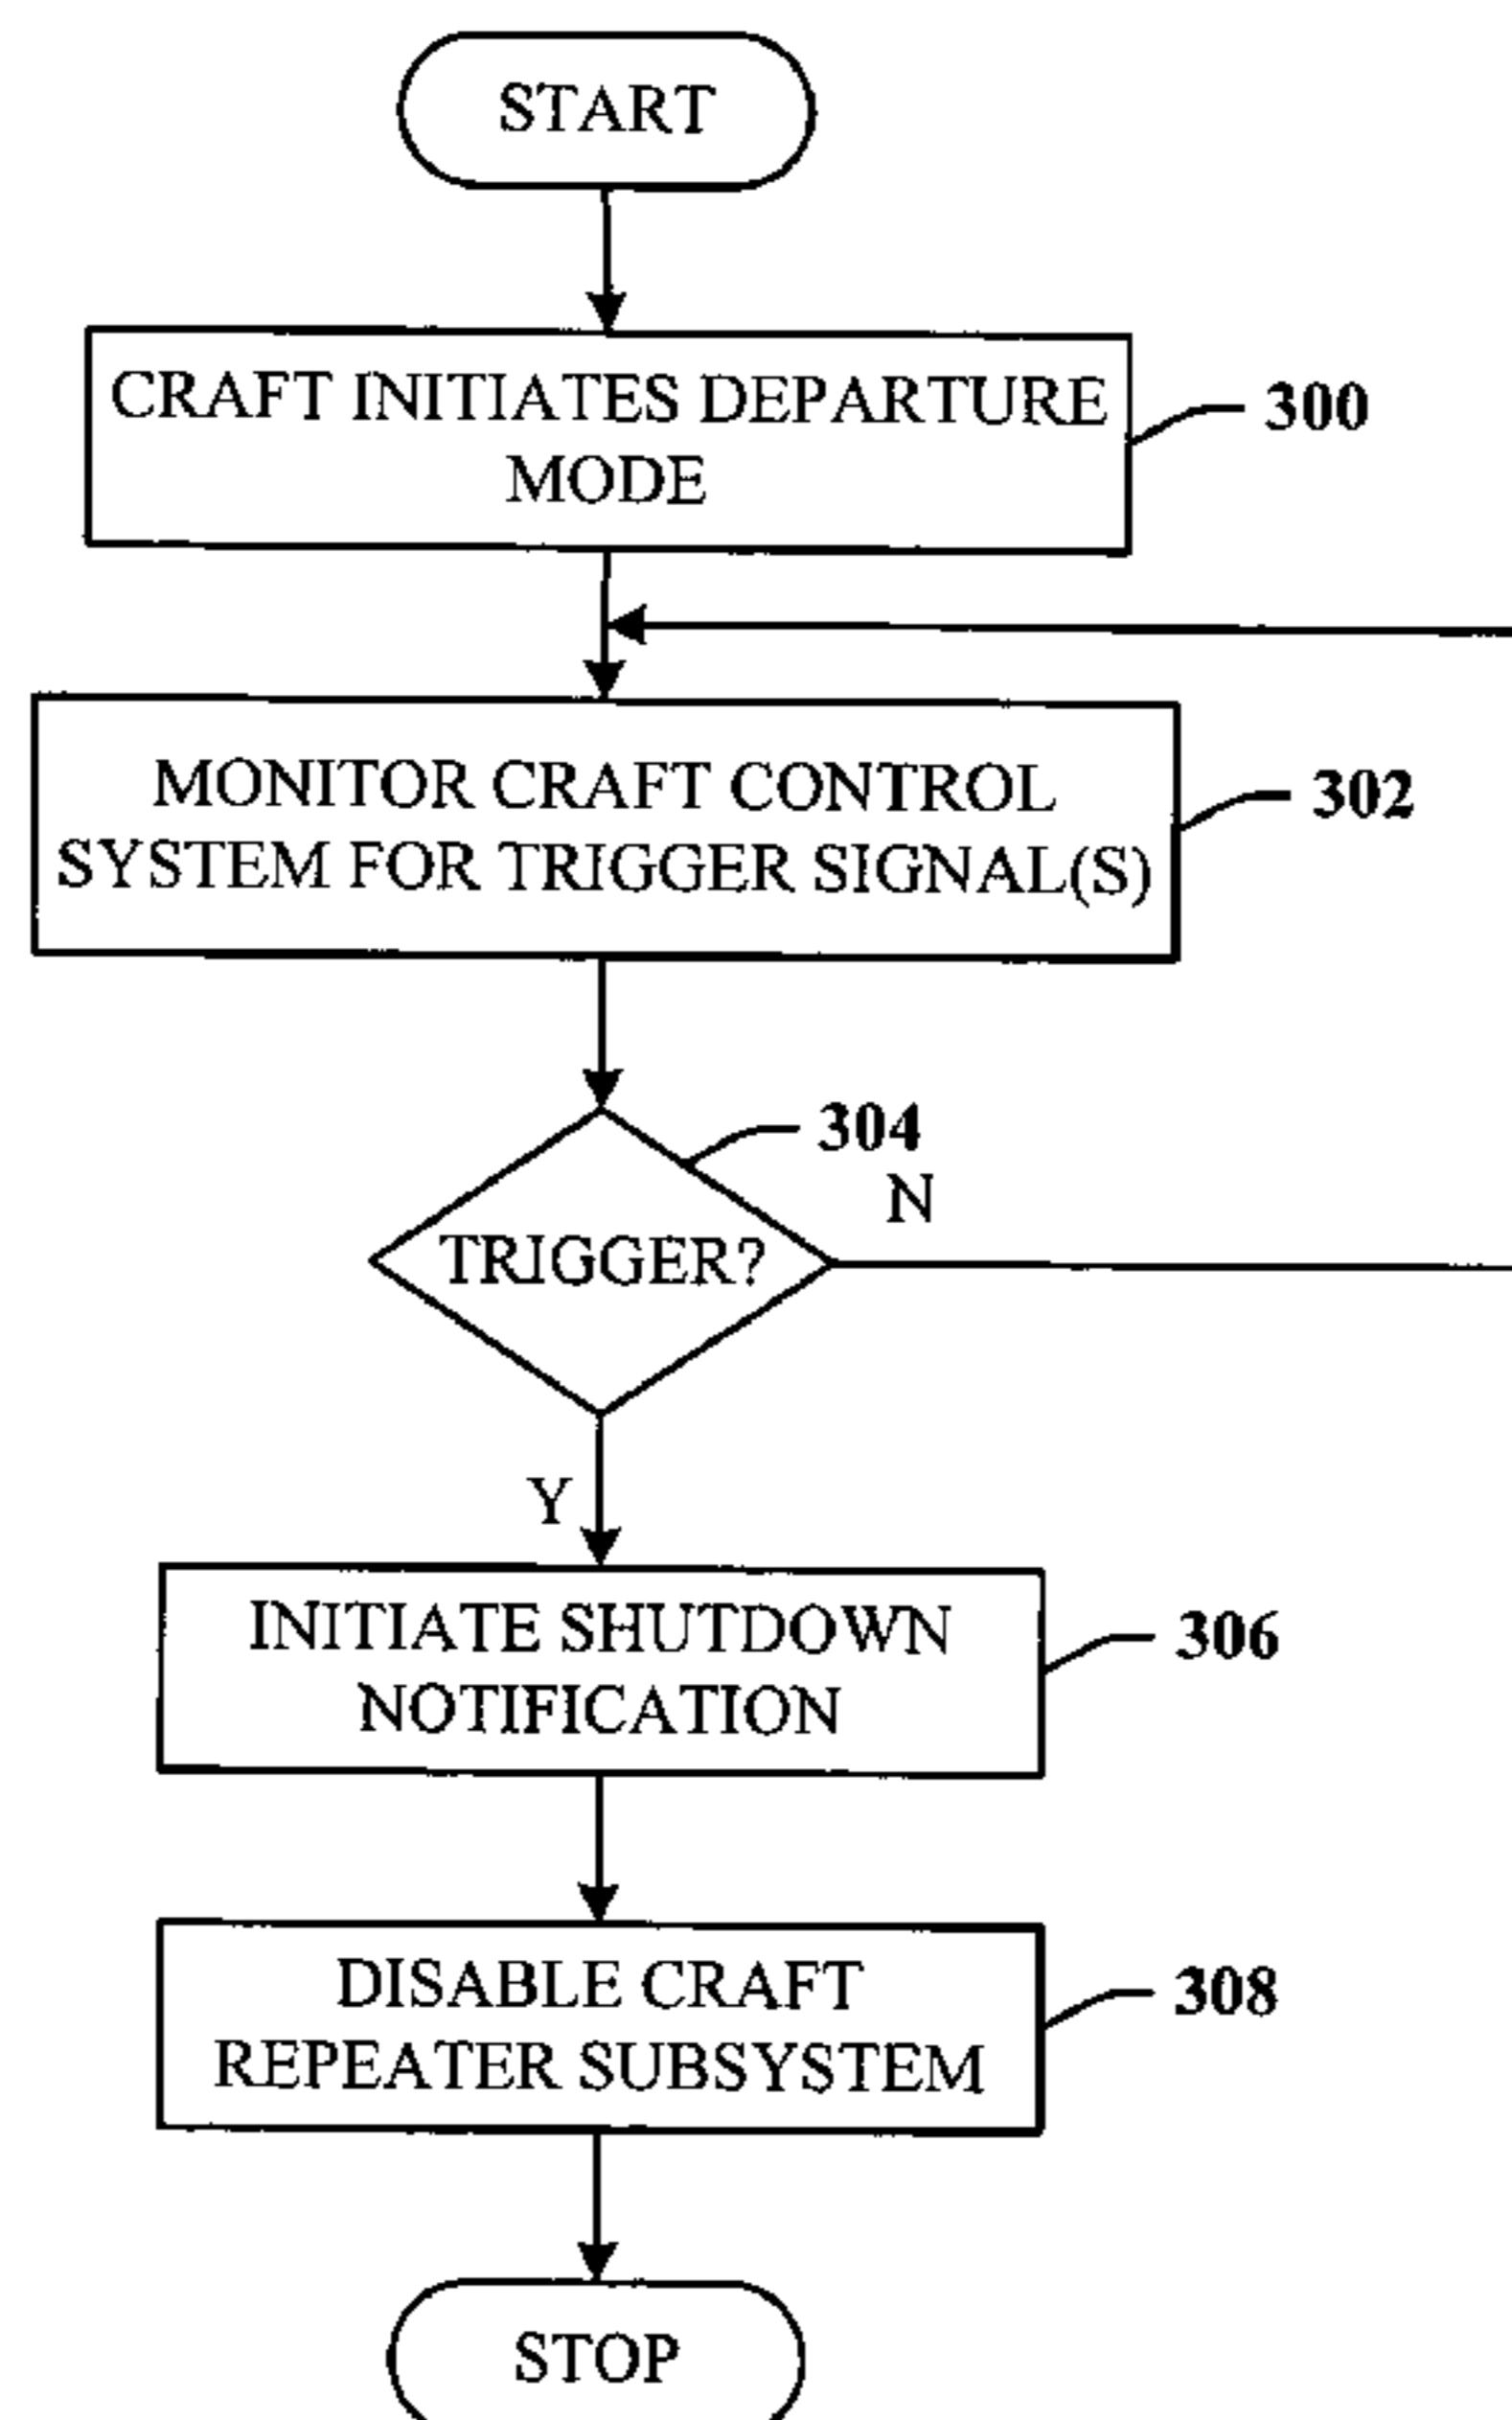 START
CRAFT INITIATES DEPARTURE
MODE
300
MONITOR CRAFT CONTROL
SYSTEM FOR TRIGGER SIGNAL(S)
302
304
N
TRIGGER?
Y
INITIATE SHUTDOWN
NOTIFICATION
306
DISABLE CRAFT
REPEATER SUBSYSTEM
308
STOP